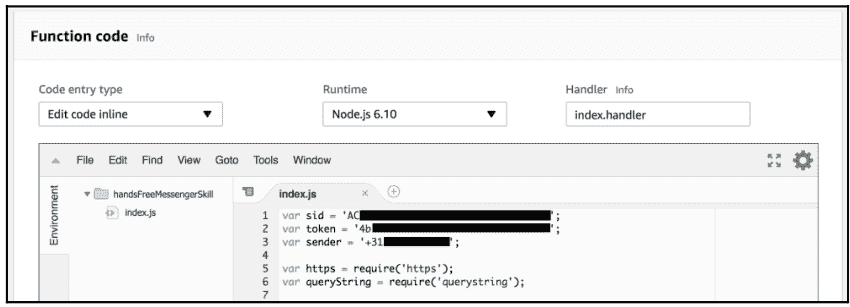 Function code Info
Code entry type
Runtime
Handler Info
Edit code inline
Node.js 6.10
index.handler
File Edit Find View Goto Tools Window
Environment
handsFreeMessengerSkill
index.js
index.js
1 var sid = 'AC';
2 var token = '4b';
3 var sender = '+31';
4
5 var https = require('https');
6 var queryString = require('querystring');
7